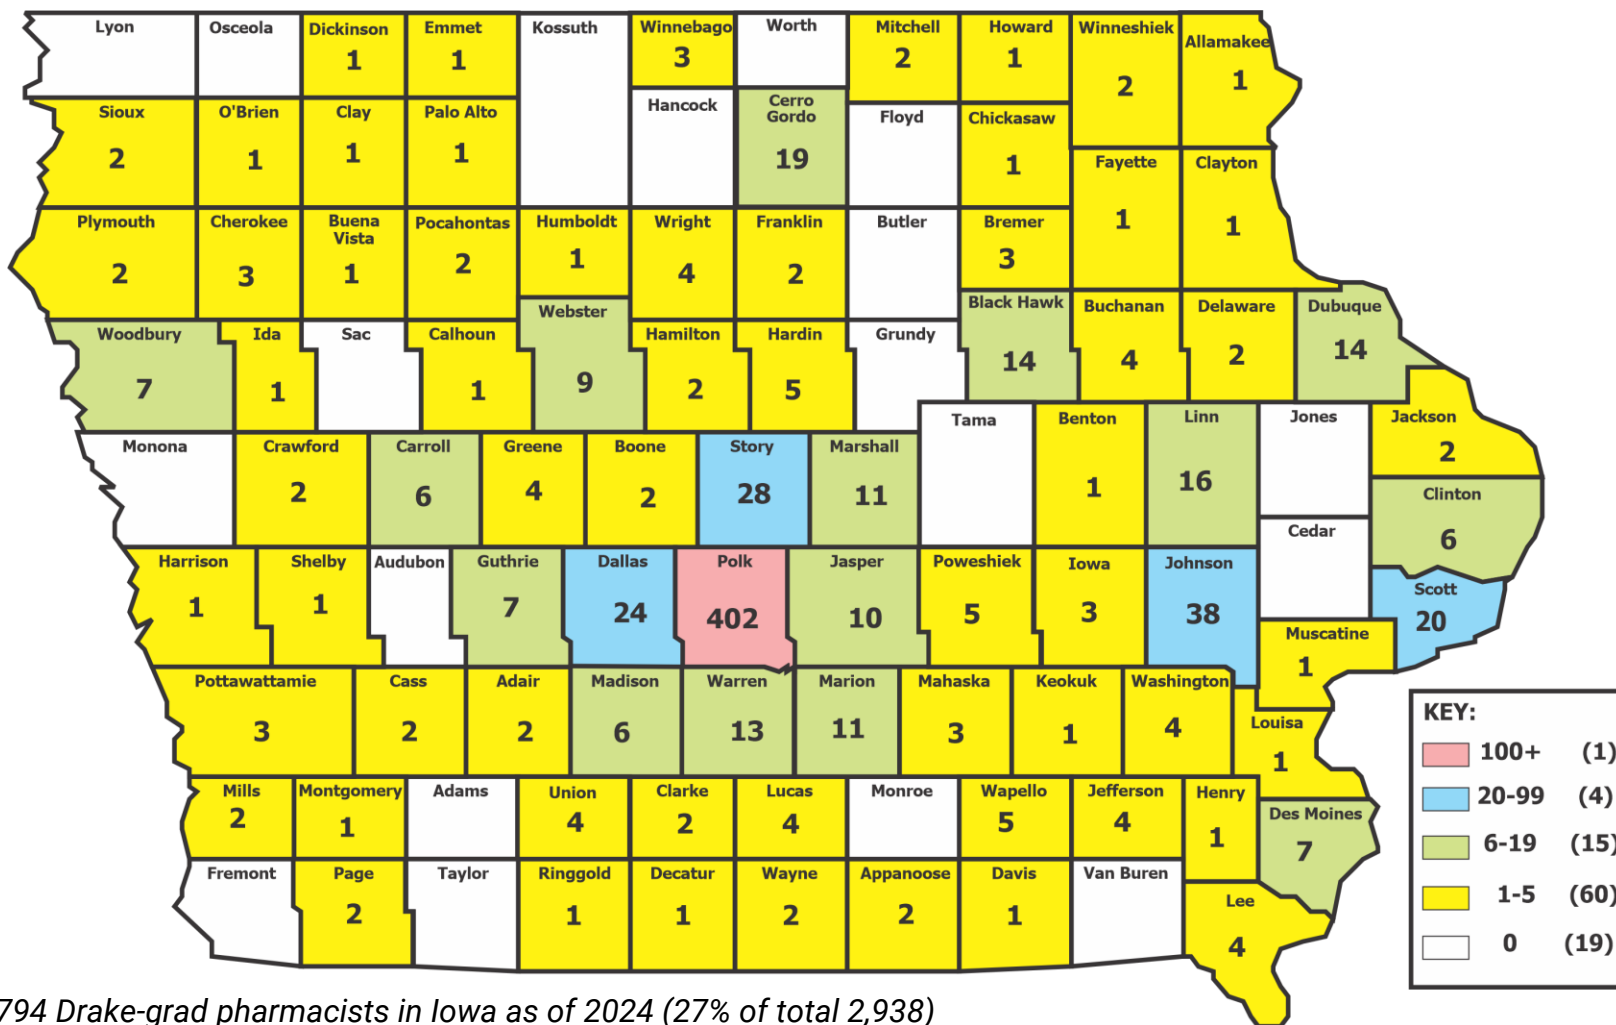 Lyon
Osceola
Dickinson
1
Emmet
1
Kossuth
Winnebago
3
Worth
Mitchell
2
Howard
1
Winneshiek
2
Allamakee
1
Sioux
2
O'Brien
1
Clay
1
Palo Alto
1
Hancock
Cerro
Gordo
19
Floyd
Chickasaw
1
Fayette
1
Clayton
1
Plymouth
2
Cherokee
3
Buena
Vista
1
Pocahontas
2
Humboldt
1
Wright
4
Franklin
2
Butler
Bremer
3
Woodbury
7
Ida
1
Sac
Calhoun
1
Webster
9
Hamilton
2
Hardin
5
Grundy
Black Hawk
14
Buchanan
4
Delaware
2
Dubuque
14
Monona
Crawford
2
Carroll
6
Greene
4
Boone
2
Story
28
Marshall
11
Tama
Benton
1
Linn
16
Jones
Jackson
2
Clinton
6
Cedar
Harrison
1
Shelby
1
Audubon
Guthrie
7
Dallas
24
Polk
402
Jasper
10
Poweshiek
5
Iowa
3
Johnson
38
Scott
20
Muscatine
1
Pottawattamie
3
Cass
2
Adair
2
Madison
6
Warren
13
Marion
11
Mahaska
3
Keokuk
1
Washington
4
Louisa
1
Mills
2
Montgomery
1
Adams
Union
4
Clarke
2
Lucas
4
Monroe
Wapello
5
Jefferson
4
Henry
1
Des Moines
7
Fremont
Page
2
Taylor
Ringgold
1
Decatur
1
Wayne
2
Appanoose
2
Davis
1
Van Buren
Lee
4
KEY:
100+ (1)
20-99 (4)
6-19 (15)
1-5 (60)
0 (19)
794 Drake-grad pharmacists in Iowa as of 2024 (27% of total 2,938)